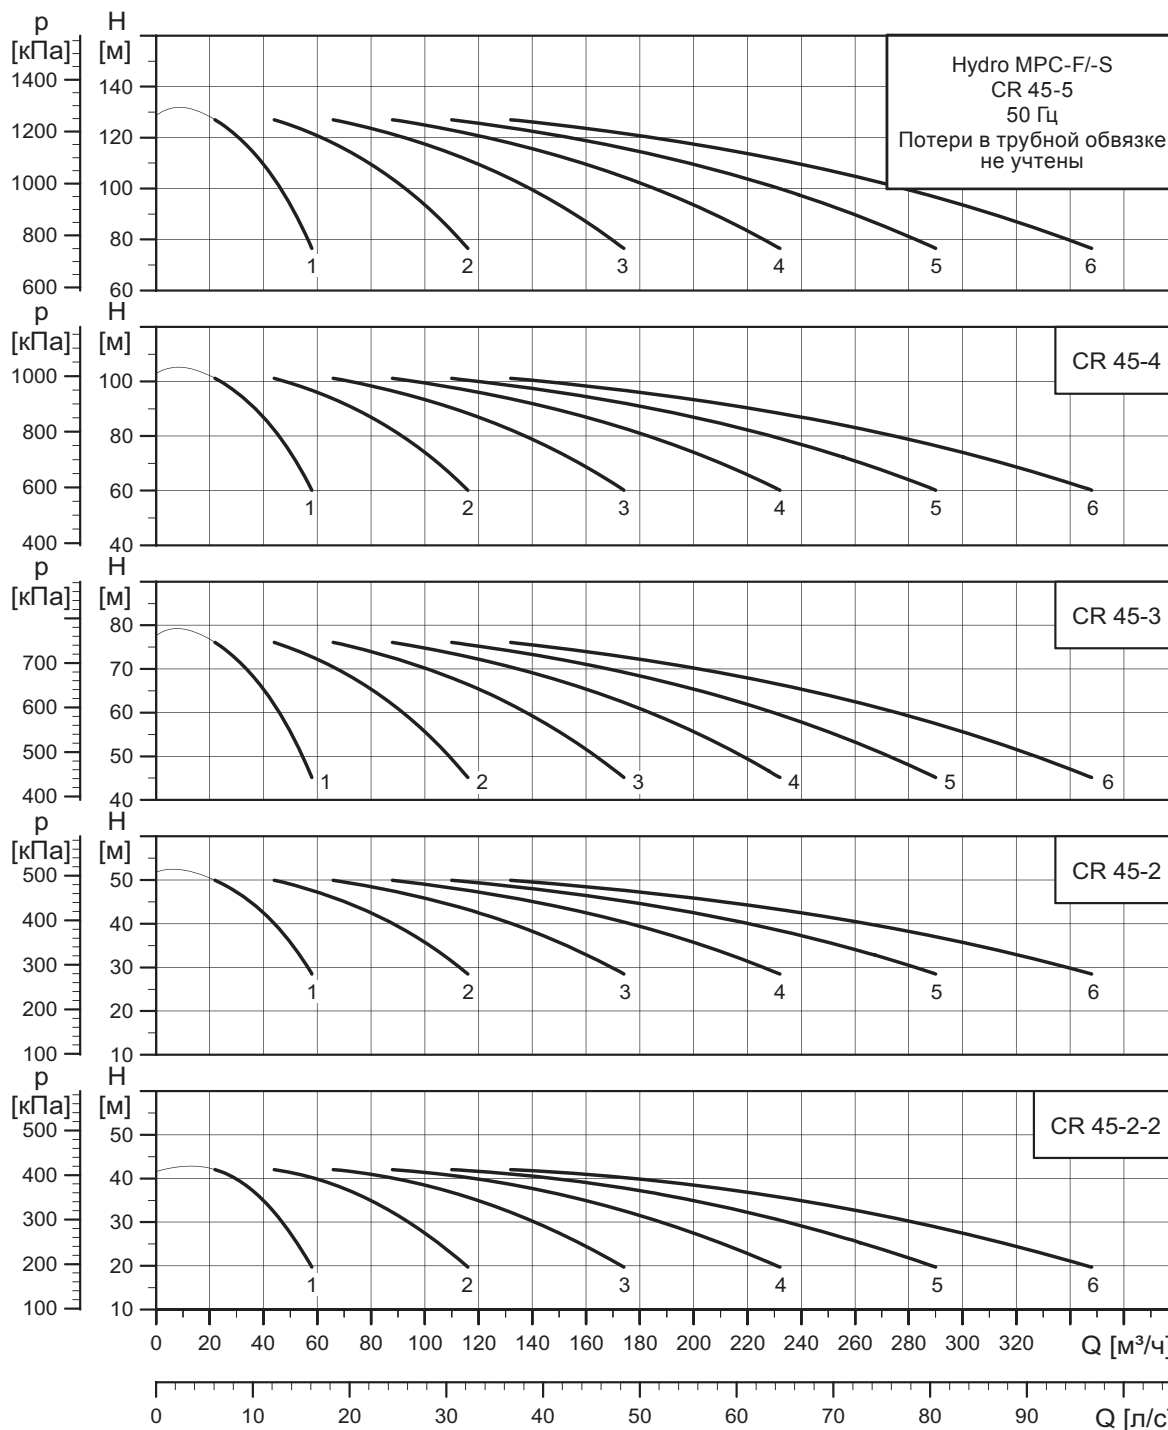 p H
[кПа] [м]
1400
1200
1000
800
600
140
120
100
80
60
Hydro MPC-F/-S
CR 45-5
50 Гц
Потери в трубной обвязке
не учтены
1 2 3 4 5 6
p H
[кПа] [м]
1000
800
600
400
100
80
60
40
CR 45-4
1 2 3 4 5 6
p H
[кПа] [м]
700
600
500
400
80
70
60
50
40
CR 45-3
1 2 3 4 5 6
p H
[кПа] [м]
500
400
300
200
100
50
40
30
20
10
CR 45-2
1 2 3 4 5 6
p H
[кПа] [м]
500
400
300
200
100
50
40
30
20
10
CR 45-2-2
1 2 3 4 5 6
0 20 40 60 80 100 120 140 160 180 200 220 240 260 280 300 320 Q [м³/ч]
0 10 20 30 40 50 60 70 80 90 Q [л/с]